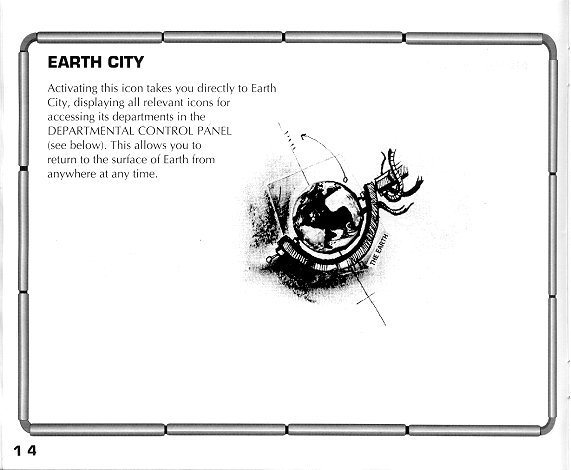 EARTH CITY
Activating this icon takes you directly to Earth
City, displaying all relevant icons for
accessing its departments in the
DEPARTMENTAL CONTROL PANEL
(see below). This allows you to
return to the surface of Earth from
anywhere at any time.
THE EARTH
1 4